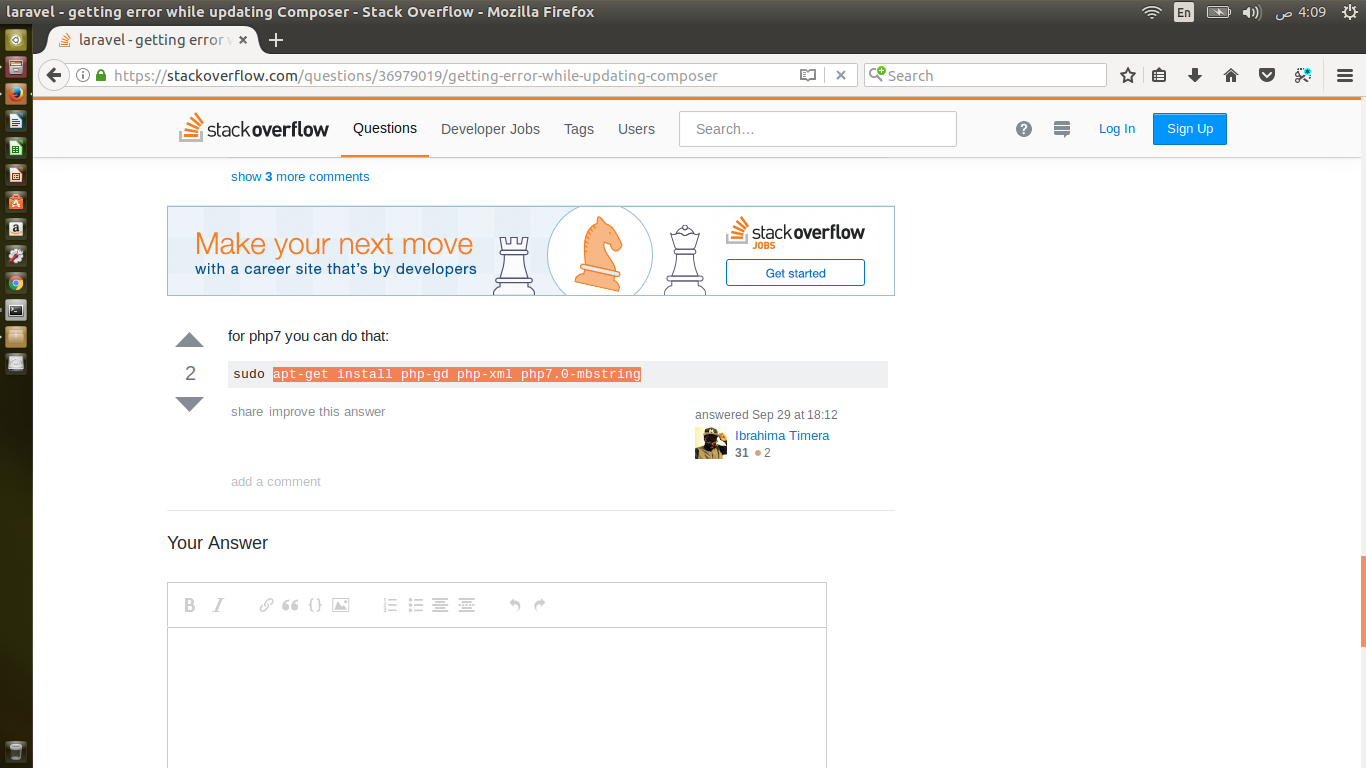 laravel - getting error while updating Composer - Stack Overflow - Mozilla Firefox
En
4:09 ص
laravel - getting error w
https://stackoverflow.com/questions/36979019/getting-error-while-updating-composer
Search
stackoverflow
Questions
Developer Jobs
Tags
Users
Search...
Log In
Sign Up
show 3 more comments
Make your next move
with a career site that's by developers
stackoverflow
JOBS
Get started
for php7 you can do that:
2
sudo apt-get install php-gd php-xml php7.0-mbstring
share improve this answer
answered Sep 29 at 18:12
Ibrahima Timera
31 ●2
add a comment
Your Answer